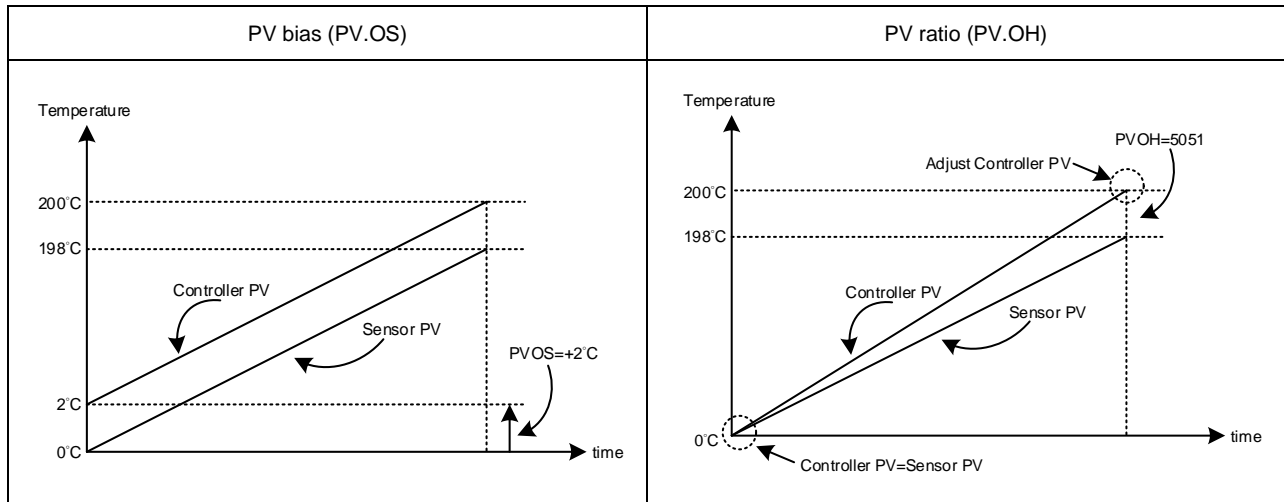 PV bias (PV.OS)
PV ratio (PV.OH)
Temperature
200°C
198°C
Controller PV
Sensor PV
PVOS=+2°C
2°C
0°C
time
Temperature
PVOH=5051
Adjust Controller PV
200°C
198°C
Controller PV
Sensor PV
0°C
time
Controller PV=Sensor PV